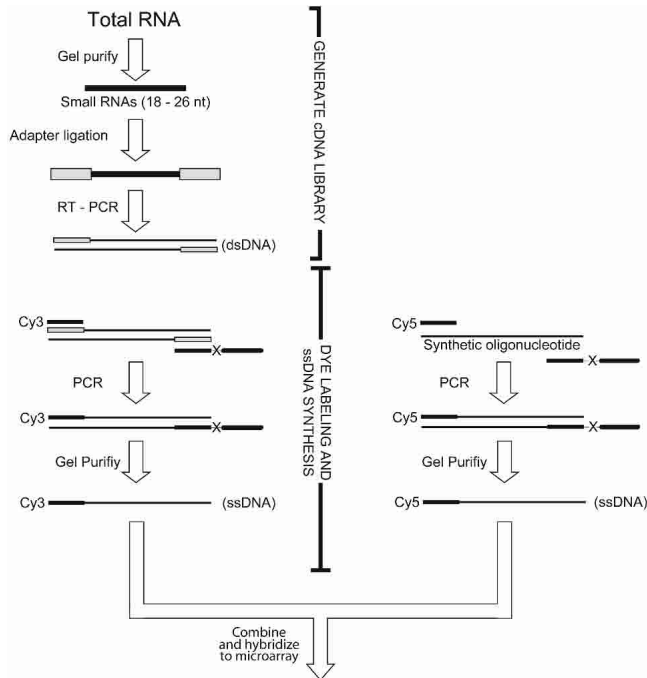 Total RNA
Gel purify
Small RNAs (18 - 26 nt)
Adapter ligation
RT - PCR
(dsDNA)
GENERATE cDNA LIBRARY
Cy3
X
PCR
Cy3
X
Gel Purifiy
Cy3
(ssDNA)
DYE LABELING AND
ssDNA SYNTHESIS
Cy5
Synthetic oligonucleotide
X
PCR
Cy5
X
Gel Purifiy
Cy5
(ssDNA)
Combine
and hybridize
to microarray